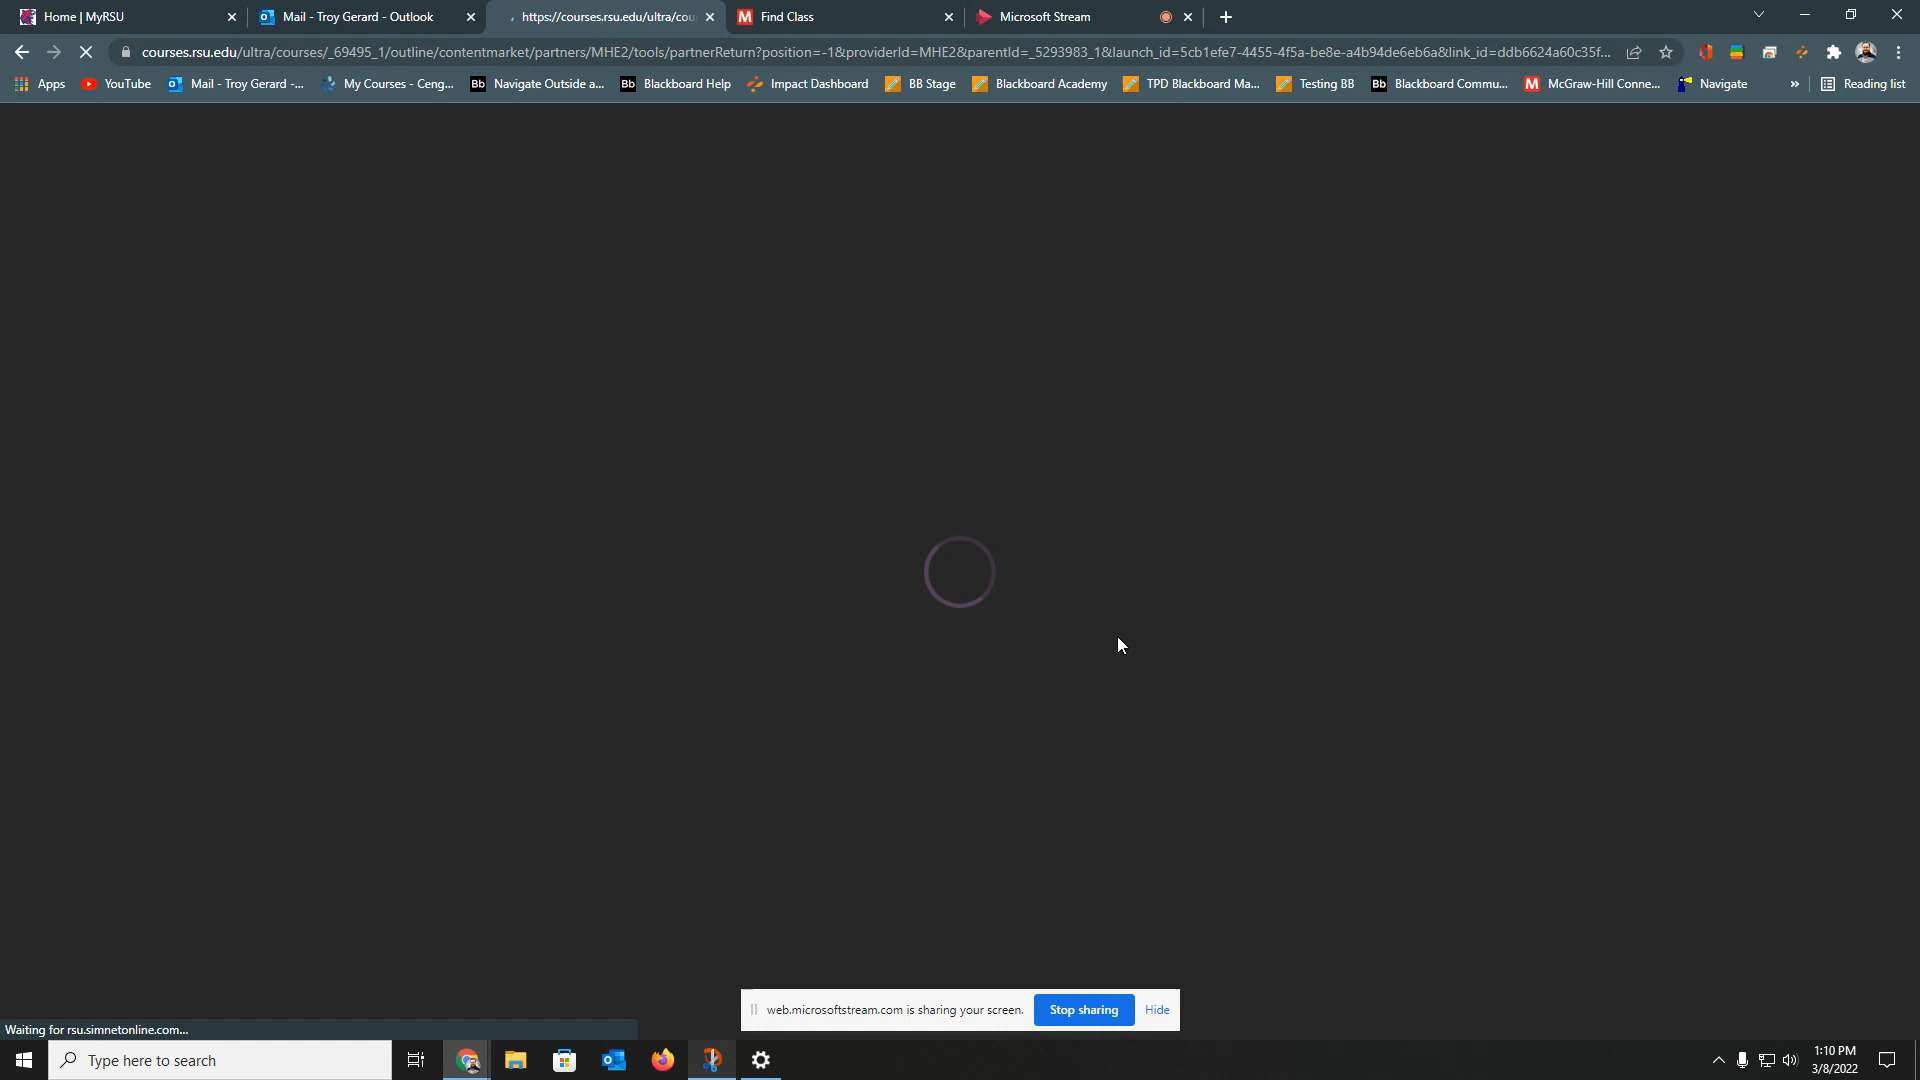 Home | MyRSU
Mail - Troy Gerard - Outlook
https://courses.rsu.edu/ultra/cou
M Find Class
Microsoft Stream
courses.rsu.edu/ultra/courses/_69495_1/outline/contentmarket/partners/MHE2/tools/partnerReturn?position=-1&providerId=MHE2&parentId=_5293983_1&launch_id=5cb1efe7-4455-4f5a-be8e-a4b94de6eb6a&link_id=ddb6624a60c35f...
Apps YouTube Mail - Troy Gerard -... My Courses - Ceng... Bb Navigate Outside a... Bb Blackboard Help Impact Dashboard BB Stage Blackboard Academy TPD Blackboard Ma... Testing BB Bb Blackboard Commu... M McGraw-Hill Conne... Navigate » Reading list
web.microsoftstream.com is sharing your screen. Stop sharing Hide
Waiting for rsu.simnetonline.com...
Type here to search
1:10 PM
3/8/2022